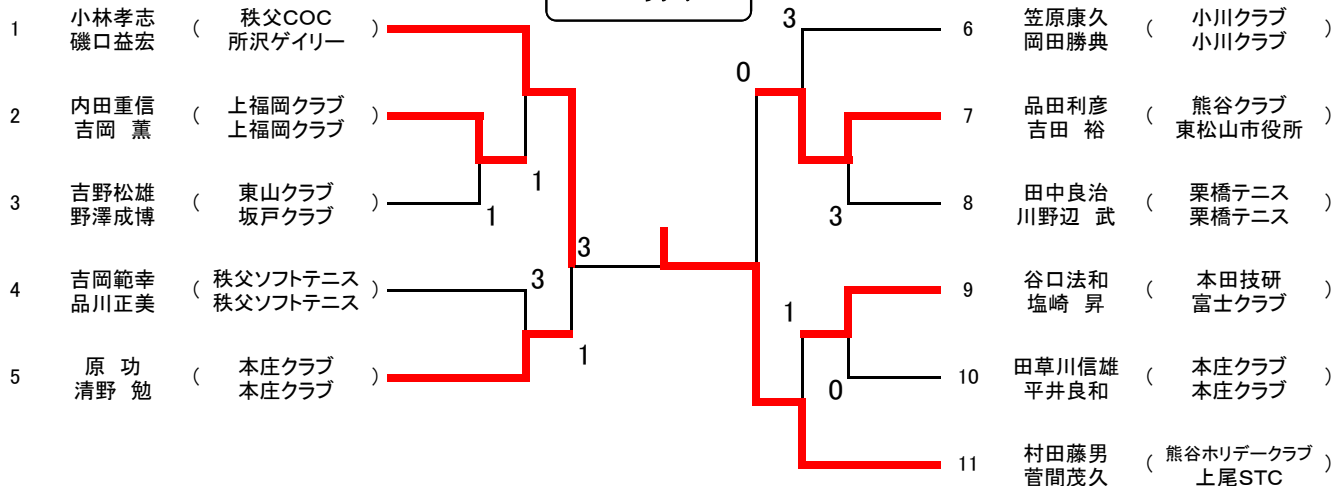 1 小林孝志 ( 秩父COC )
磯口益宏 所沢ゲイリー
2 内田重信 ( 上福岡クラブ )
吉岡 薫 上福岡クラブ
3 吉野松雄 ( 東山クラブ )
野澤成博 坂戸クラブ
4 吉岡範幸 ( 秩父ソフトテニス )
品川正美 秩父ソフトテニス
5 原 功 ( 本庄クラブ )
清野 勉 本庄クラブ
1
1
3
3
1
3
0
3
1
0
6 笠原康久 ( 小川クラブ )
岡田勝典 小川クラブ
7 品田利彦 ( 熊谷クラブ )
吉田 裕 東松山市役所
8 田中良治 ( 栗橋テニス )
川野辺 武 栗橋テニス
9 谷口法和 ( 本田技研 )
塩崎 昇 富士クラブ
10 田草川信雄 ( 本庄クラブ )
平井良和 本庄クラブ
11 村田藤男 ( 熊谷ホリデークラブ )
菅間茂久 上尾STC